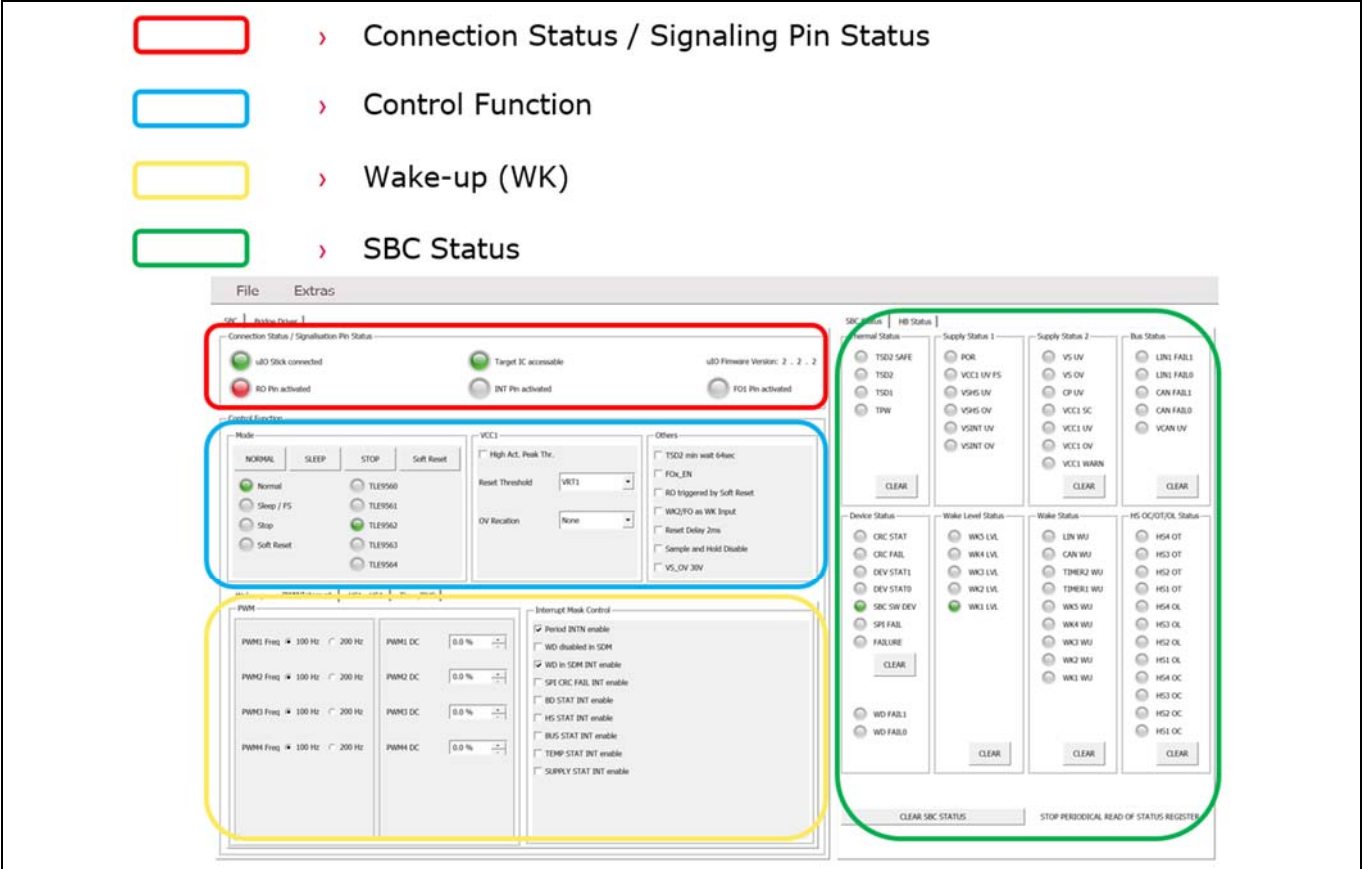 › Connection Status / Signaling Pin Status
› Control Function
› Wake-up (WK)
› SBC Status
File Extras
SBC Bridge Driver
Connection Status / Signalisation Pin Status
uIO Stick connected Target IC accessable uIO Firmware Version: 2 . 2 . 2
RO Pin activated INT Pin activated FO1 Pin activated
Control Function
Mode
NORMAL SLEEP STOP Soft Reset
Normal TLE9560
Sleep / FS TLE9561
Stop TLE9562
Soft Reset TLE9563
TLE9564
VCC1
High Act. Peak Thr.
Reset Threshold VRT1
OV Recation None
Others
TSD2 min wait 64sec
FOx_EN
RO triggered by Soft Reset
WK2/FO as WK Input
Reset Delay 2ms
Sample and Hold Disable
VS_OV 30V
PWM
PWM1 Freq 100 Hz 200 Hz PWM1 DC 0.0 %
PWM2 Freq 100 Hz 200 Hz PWM2 DC 0.0 %
PWM3 Freq 100 Hz 200 Hz PWM3 DC 0.0 %
PWM4 Freq 100 Hz 200 Hz PWM4 DC 0.0 %
Interrupt Mask Control
Period INTN enable
WD disabled in SDM
WD in SDM INT enable
SPI CRC FAIL INT enable
BD STAT INT enable
HS STAT INT enable
BUS STAT INT enable
TEMP STAT INT enable
SUPPLY STAT INT enable
SBC Status HB Status
Thermal Status
TSD2 SAFE
TSD2
TSD1
TPW
CLEAR
Supply Status 1
POR
VCC1 UV FS
VSHS UV
VSHS OV
VSINT UV
VSINT OV
Supply Status 2
VS UV
VS OV
CP UV
VCC1 SC
VCC1 UV
VCC1 OV
VCC1 WARN
CLEAR
Bus Status
LIN1 FAIL1
LIN1 FAIL0
CAN FAIL1
CAN FAIL0
VCAN UV
CLEAR
Device Status
CRC STAT
CRC FAIL
DEV STAT1
DEV STAT0
SBC SW DEV
SPI FAIL
FAILURE
CLEAR
WD FAIL1
WD FAIL0
Wake Level Status
WK5 LVL
WK4 LVL
WK3 LVL
WK2 LVL
WK1 LVL
CLEAR
Wake Status
LIN WU
CAN WU
TIMER2 WU
TIMER1 WU
WK5 WU
WK4 WU
WK3 WU
WK2 WU
WK1 WU
CLEAR
HS OC/OT/OL Status
HS4 OT
HS3 OT
HS2 OT
HS1 OT
HS4 OL
HS3 OL
HS2 OL
HS1 OL
HS4 OC
HS3 OC
HS2 OC
HS1 OC
CLEAR
CLEAR SBC STATUS STOP PERIODICAL READ OF STATUS REGISTER